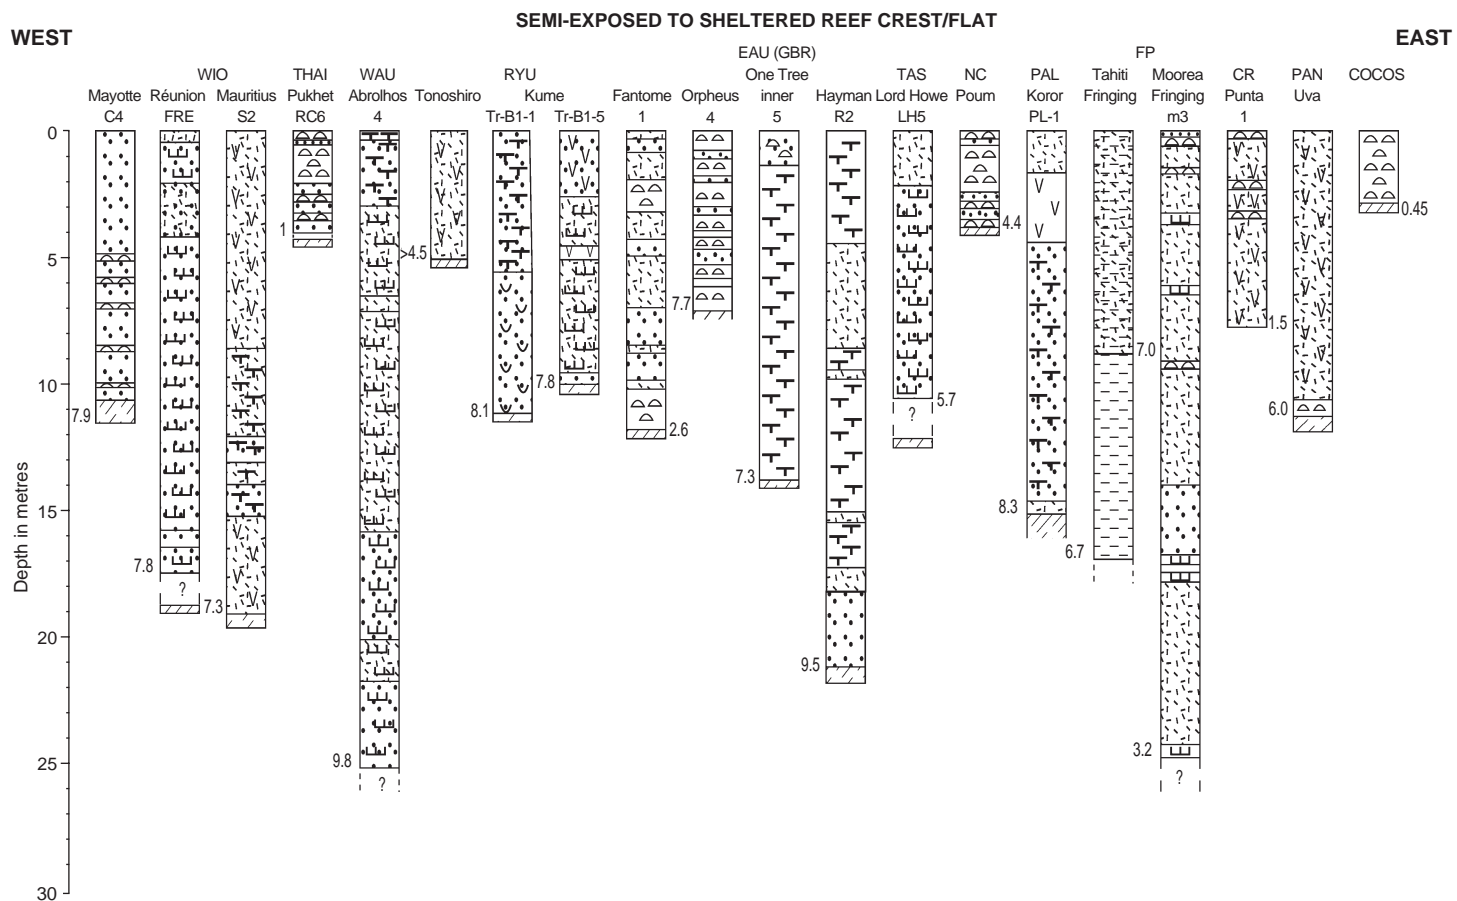 SEMI-EXPOSED TO SHELTERED REEF CREST/FLAT
WEST
EAST
EAU (GBR)
FP
WIO
THAI
WAU
RYU
One Tree
TAS
NC
PAL
Tahiti
Moorea
CR
PAN
COCOS
Mayotte
Réunion
Mauritius
Pukhet
Abrolhos
Tonoshiro
Kume
Fantome
Orpheus
inner
Hayman
Lord Howe
Poum
Koror
Fringing
Fringing
Punta
Uva
C4
FRE
S2
RC6
4
Tr-B1-1
Tr-B1-5
1
4
5
R2
LH5
PL-1
m3
1
0
0.45
4.4
1
>4.5
5
7.7
1.5
7.0
7.8
10
5.7
6.0
7.9
8.1
?
2.6
7.3
Depth in metres
15
8.3
6.7
7.8
?
7.3
20
9.5
3.2
9.8
25
?
?
30